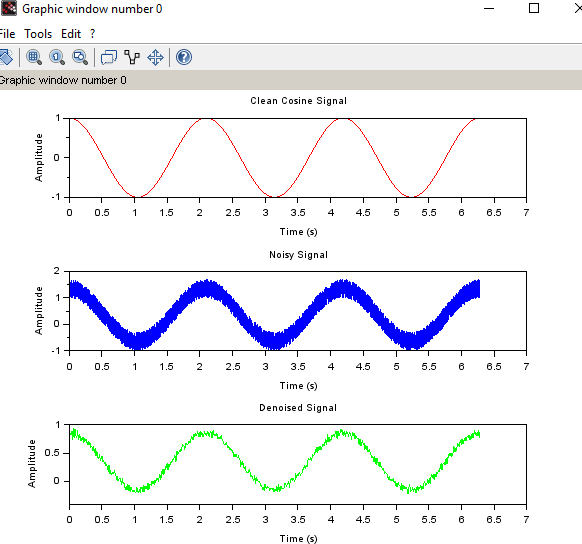 Graphic window number 0
File Tools Edit ?
Graphic window number 0
Clean Cosine Signal
Amplitude
1
0
-1
0 0.5 1 1.5 2 2.5 3 3.5 4 4.5 5 5.5 6 6.5 7
Time (s)
Noisy Signal
Amplitude
2
1
0
-1
0 0.5 1 1.5 2 2.5 3 3.5 4 4.5 5 5.5 6 6.5 7
Time (s)
Denoised Signal
Amplitude
1
0.5
0
0 0.5 1 1.5 2 2.5 3 3.5 4 4.5 5 5.5 6 6.5 7
Time (s)